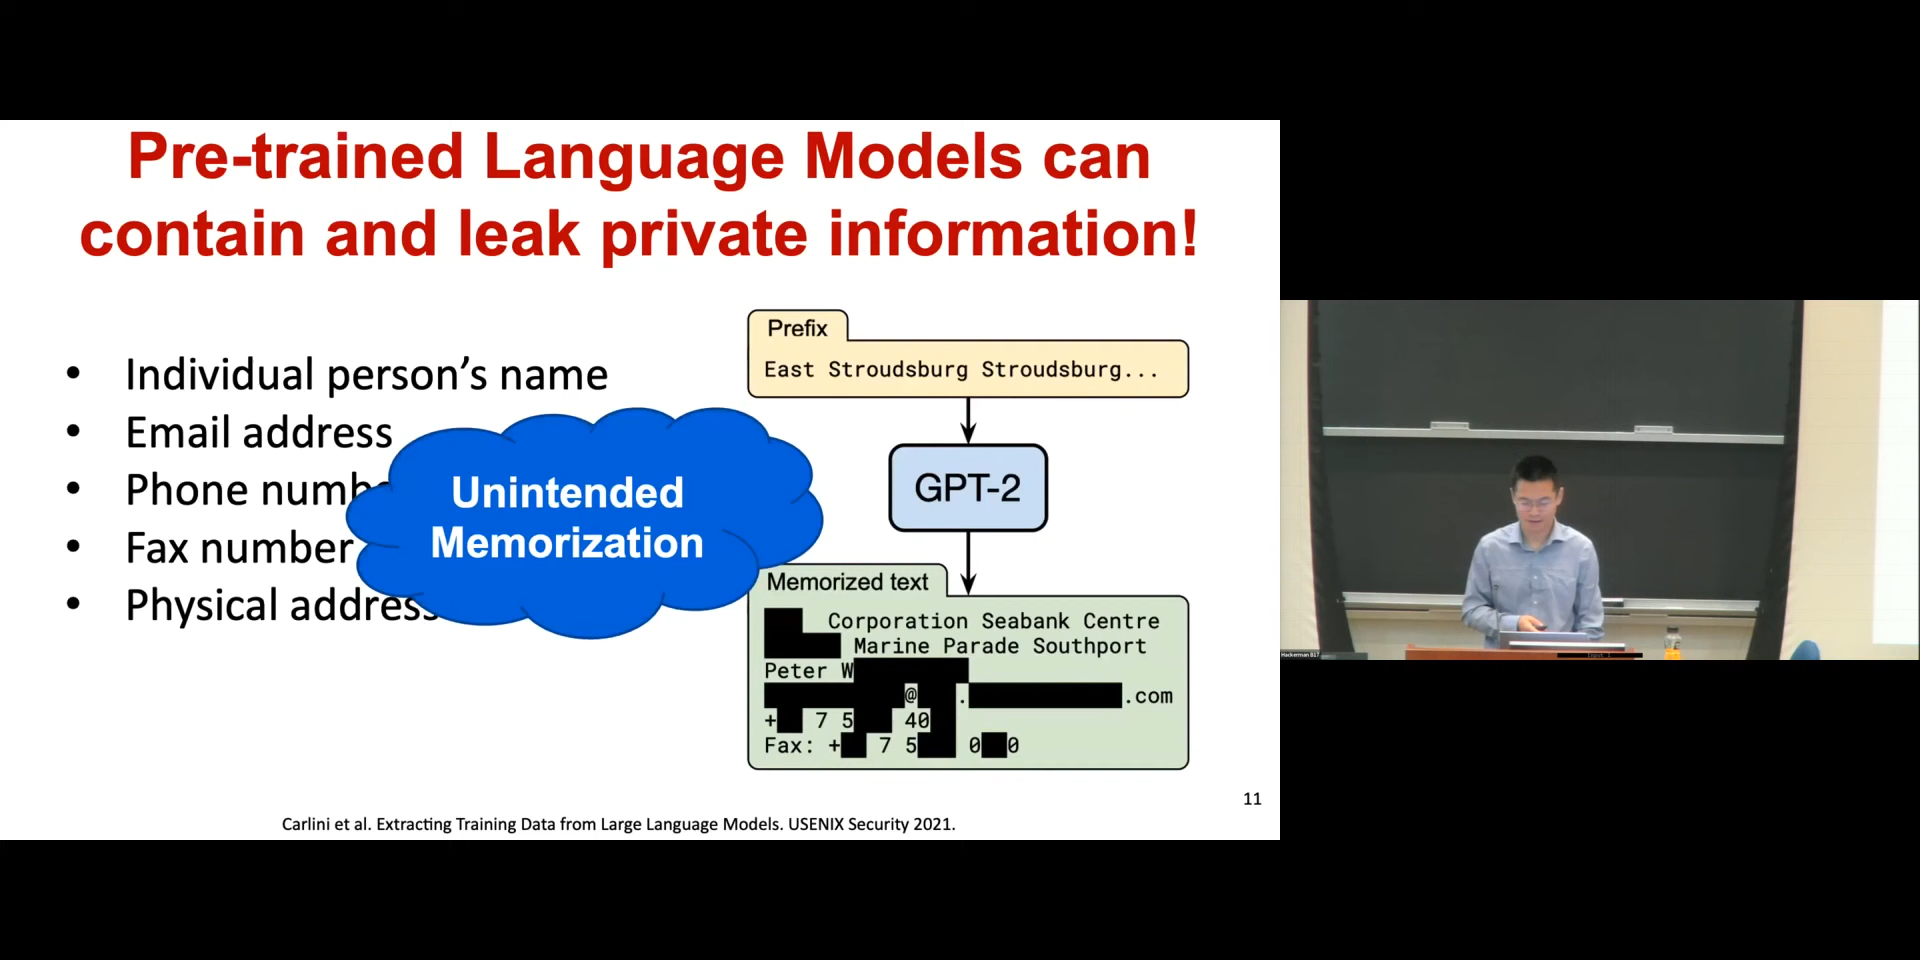 Pre-trained Language Models can
contain and leak private information!
• Individual person's name
• Email address
• Phone numbe
• Fax number
• Physical address
Unintended
Memorization
Prefix
East Stroudsburg Stroudsburg...
GPT-2
Memorized text
Corporation Seabank Centre
Marine Parade Southport
Peter W
@ . .com
+ 7 5 40
Fax: + 7 5 0 0
11
Carlini et al. Extracting Training Data from Large Language Models. USENIX Security 2021.
Hackerman B17